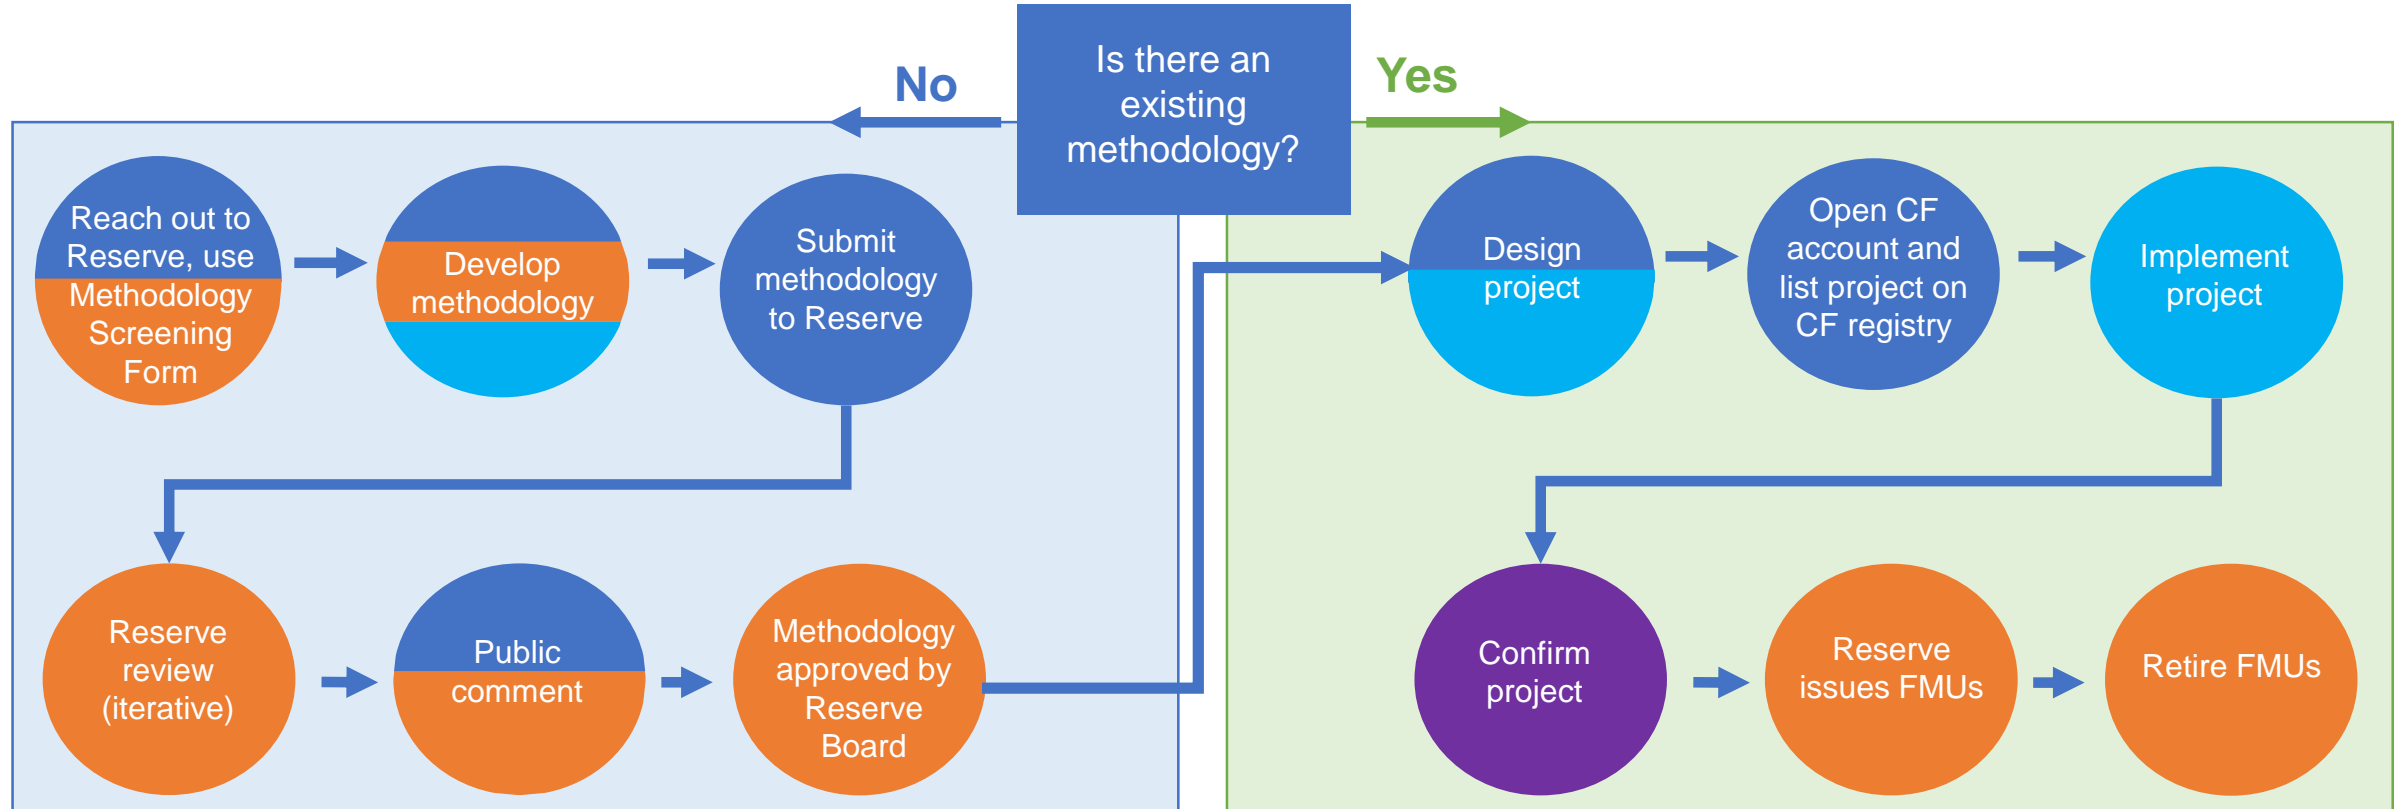 Is there an
existing
methodology?
No
Yes
Reach out to
Reserve, use
Methodology
Screening
Form
Develop
methodology
Submit
methodology
to Reserve
Reserve
review
(iterative)
Public
comment
Methodology
approved by
Reserve
Board
Design
project
Open CF
account and
list project on
CF registry
Implement
project
Confirm
project
Reserve
issues FMUs
Retire FMUs